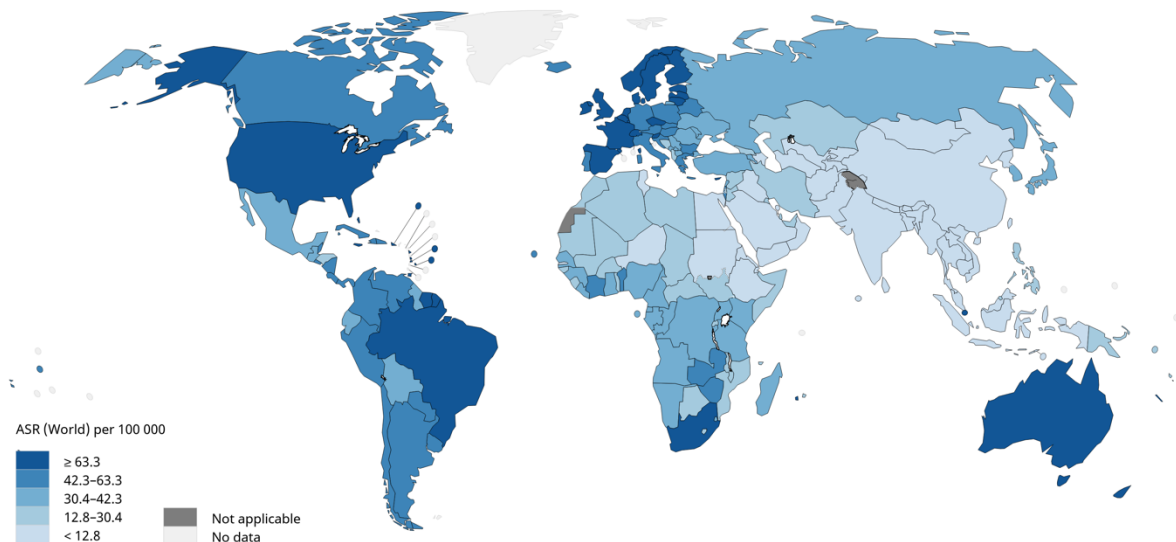 ASR (World) per 100 000
≥ 63.3
42.3–63.3
30.4–42.3
12.8–30.4
< 12.8
Not applicable
No data